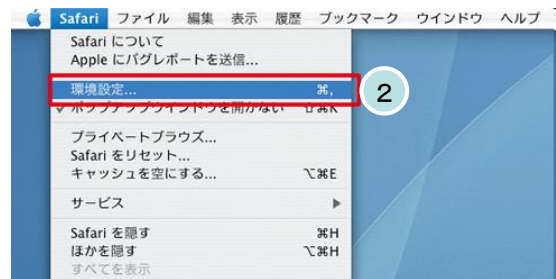 Safari ファイル 編集 表示 履歴 ブックマーク ウインドウ ヘルプ
Safari について
Apple にバグレポートを送信...
環境設定... ⌘,
2
✓ ポップアップウインドウを開かない ⇧⌘K
プライベートブラウズ...
Safari をリセット...
キャッシュを空にする... ⌥⌘E
サービス ▶
Safari を隠す ⌘H
ほかを隠す ⌥⌘H
すべてを表示